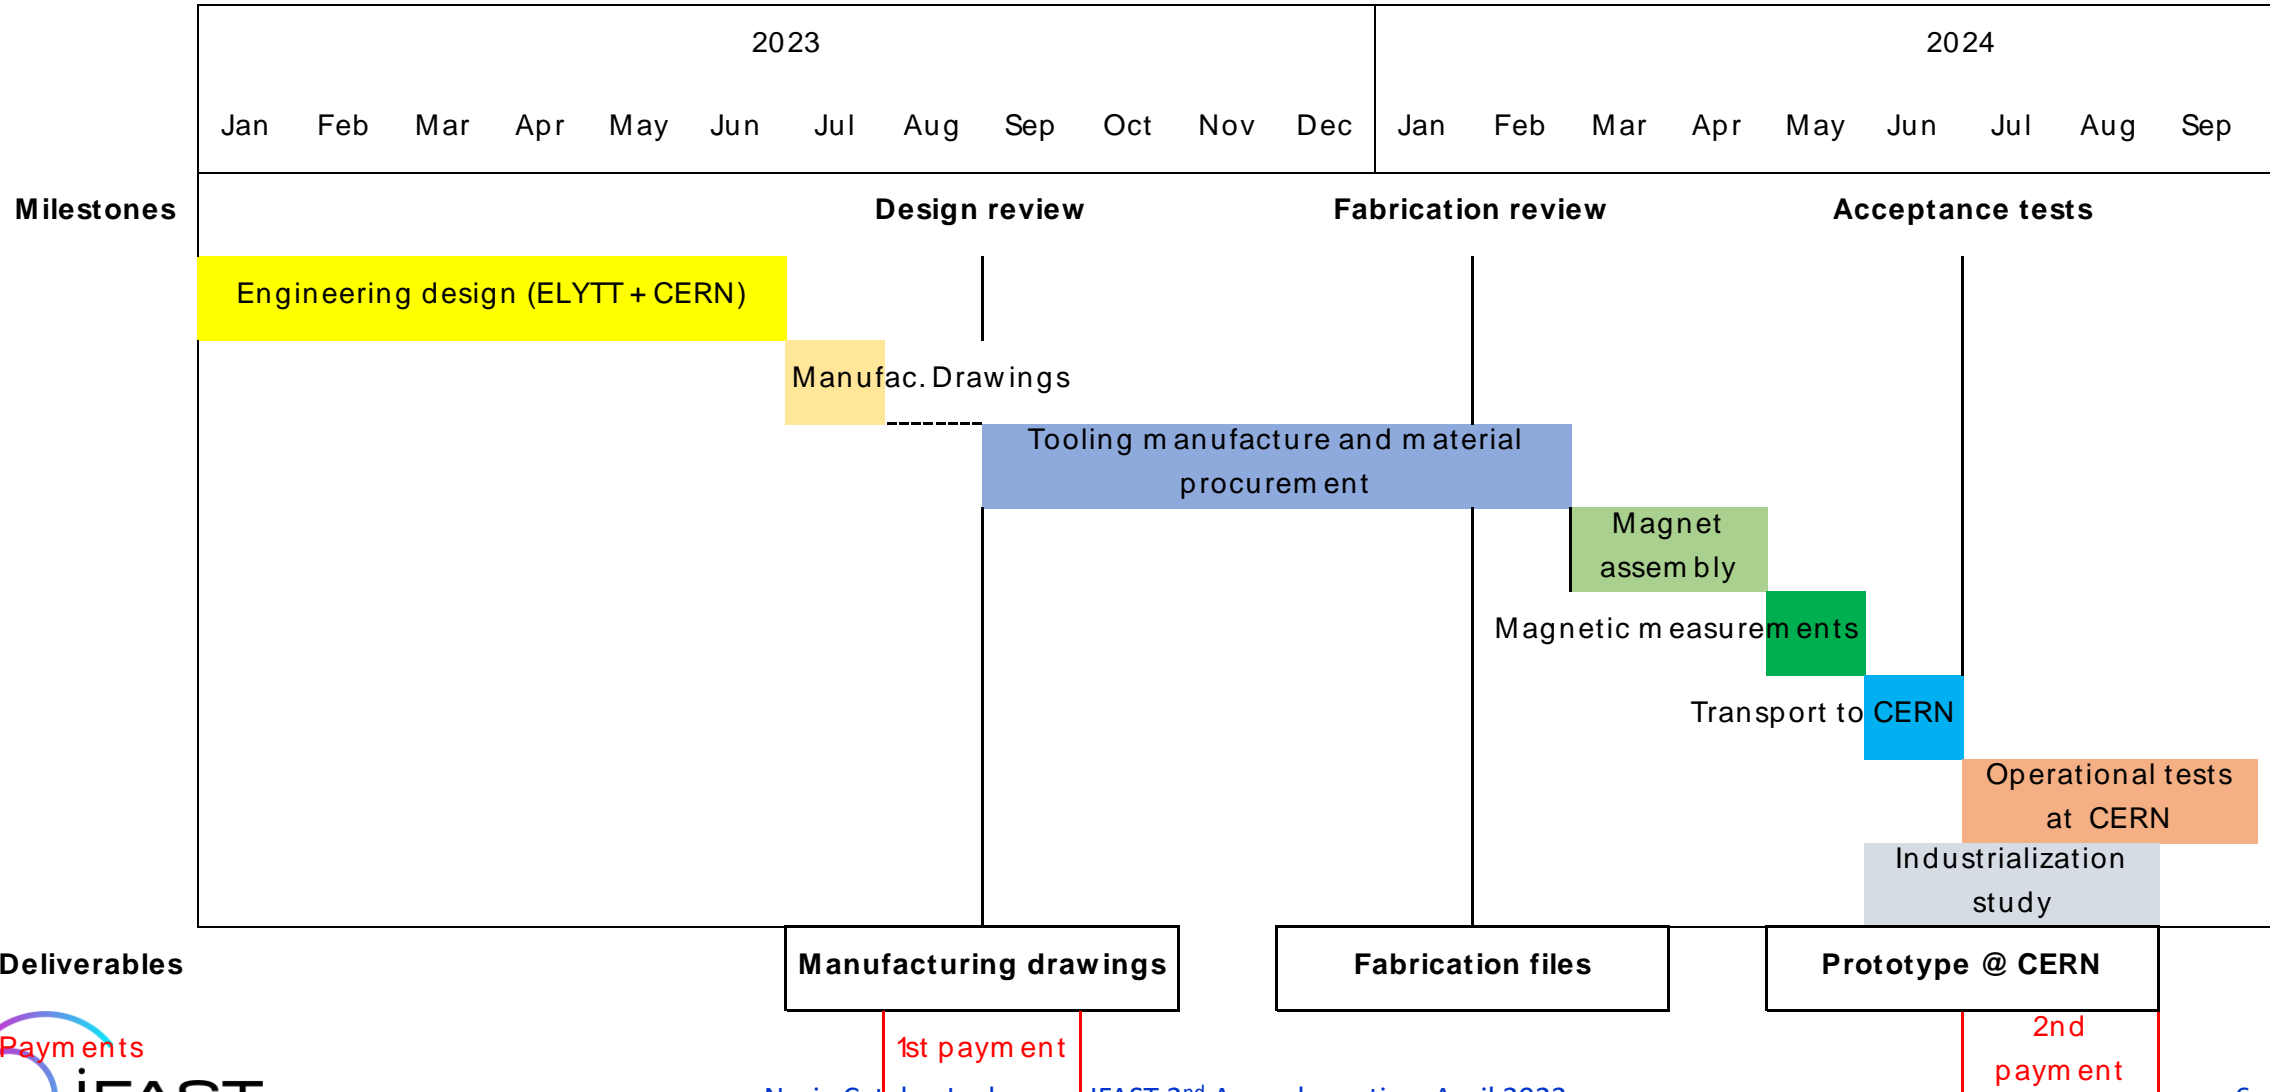 2023 2024
Jan Feb Mar Apr May Jun Jul Aug Sep Oct Nov Dec Jan Feb Mar Apr May Jun Jul Aug Sep
Milestones Design review Fabrication review Acceptance tests
Engineering design (ELYTT + CERN)
Manufac. Drawings
Tooling manufacture and material
procurement
Magnet
assembly
Magnetic measurements
Transport to CERN
Operational tests
at CERN
Industrialization
study
Deliverables Manufacturing drawings Fabrication files Prototype @ CERN
Payments 1st payment 2nd
payment